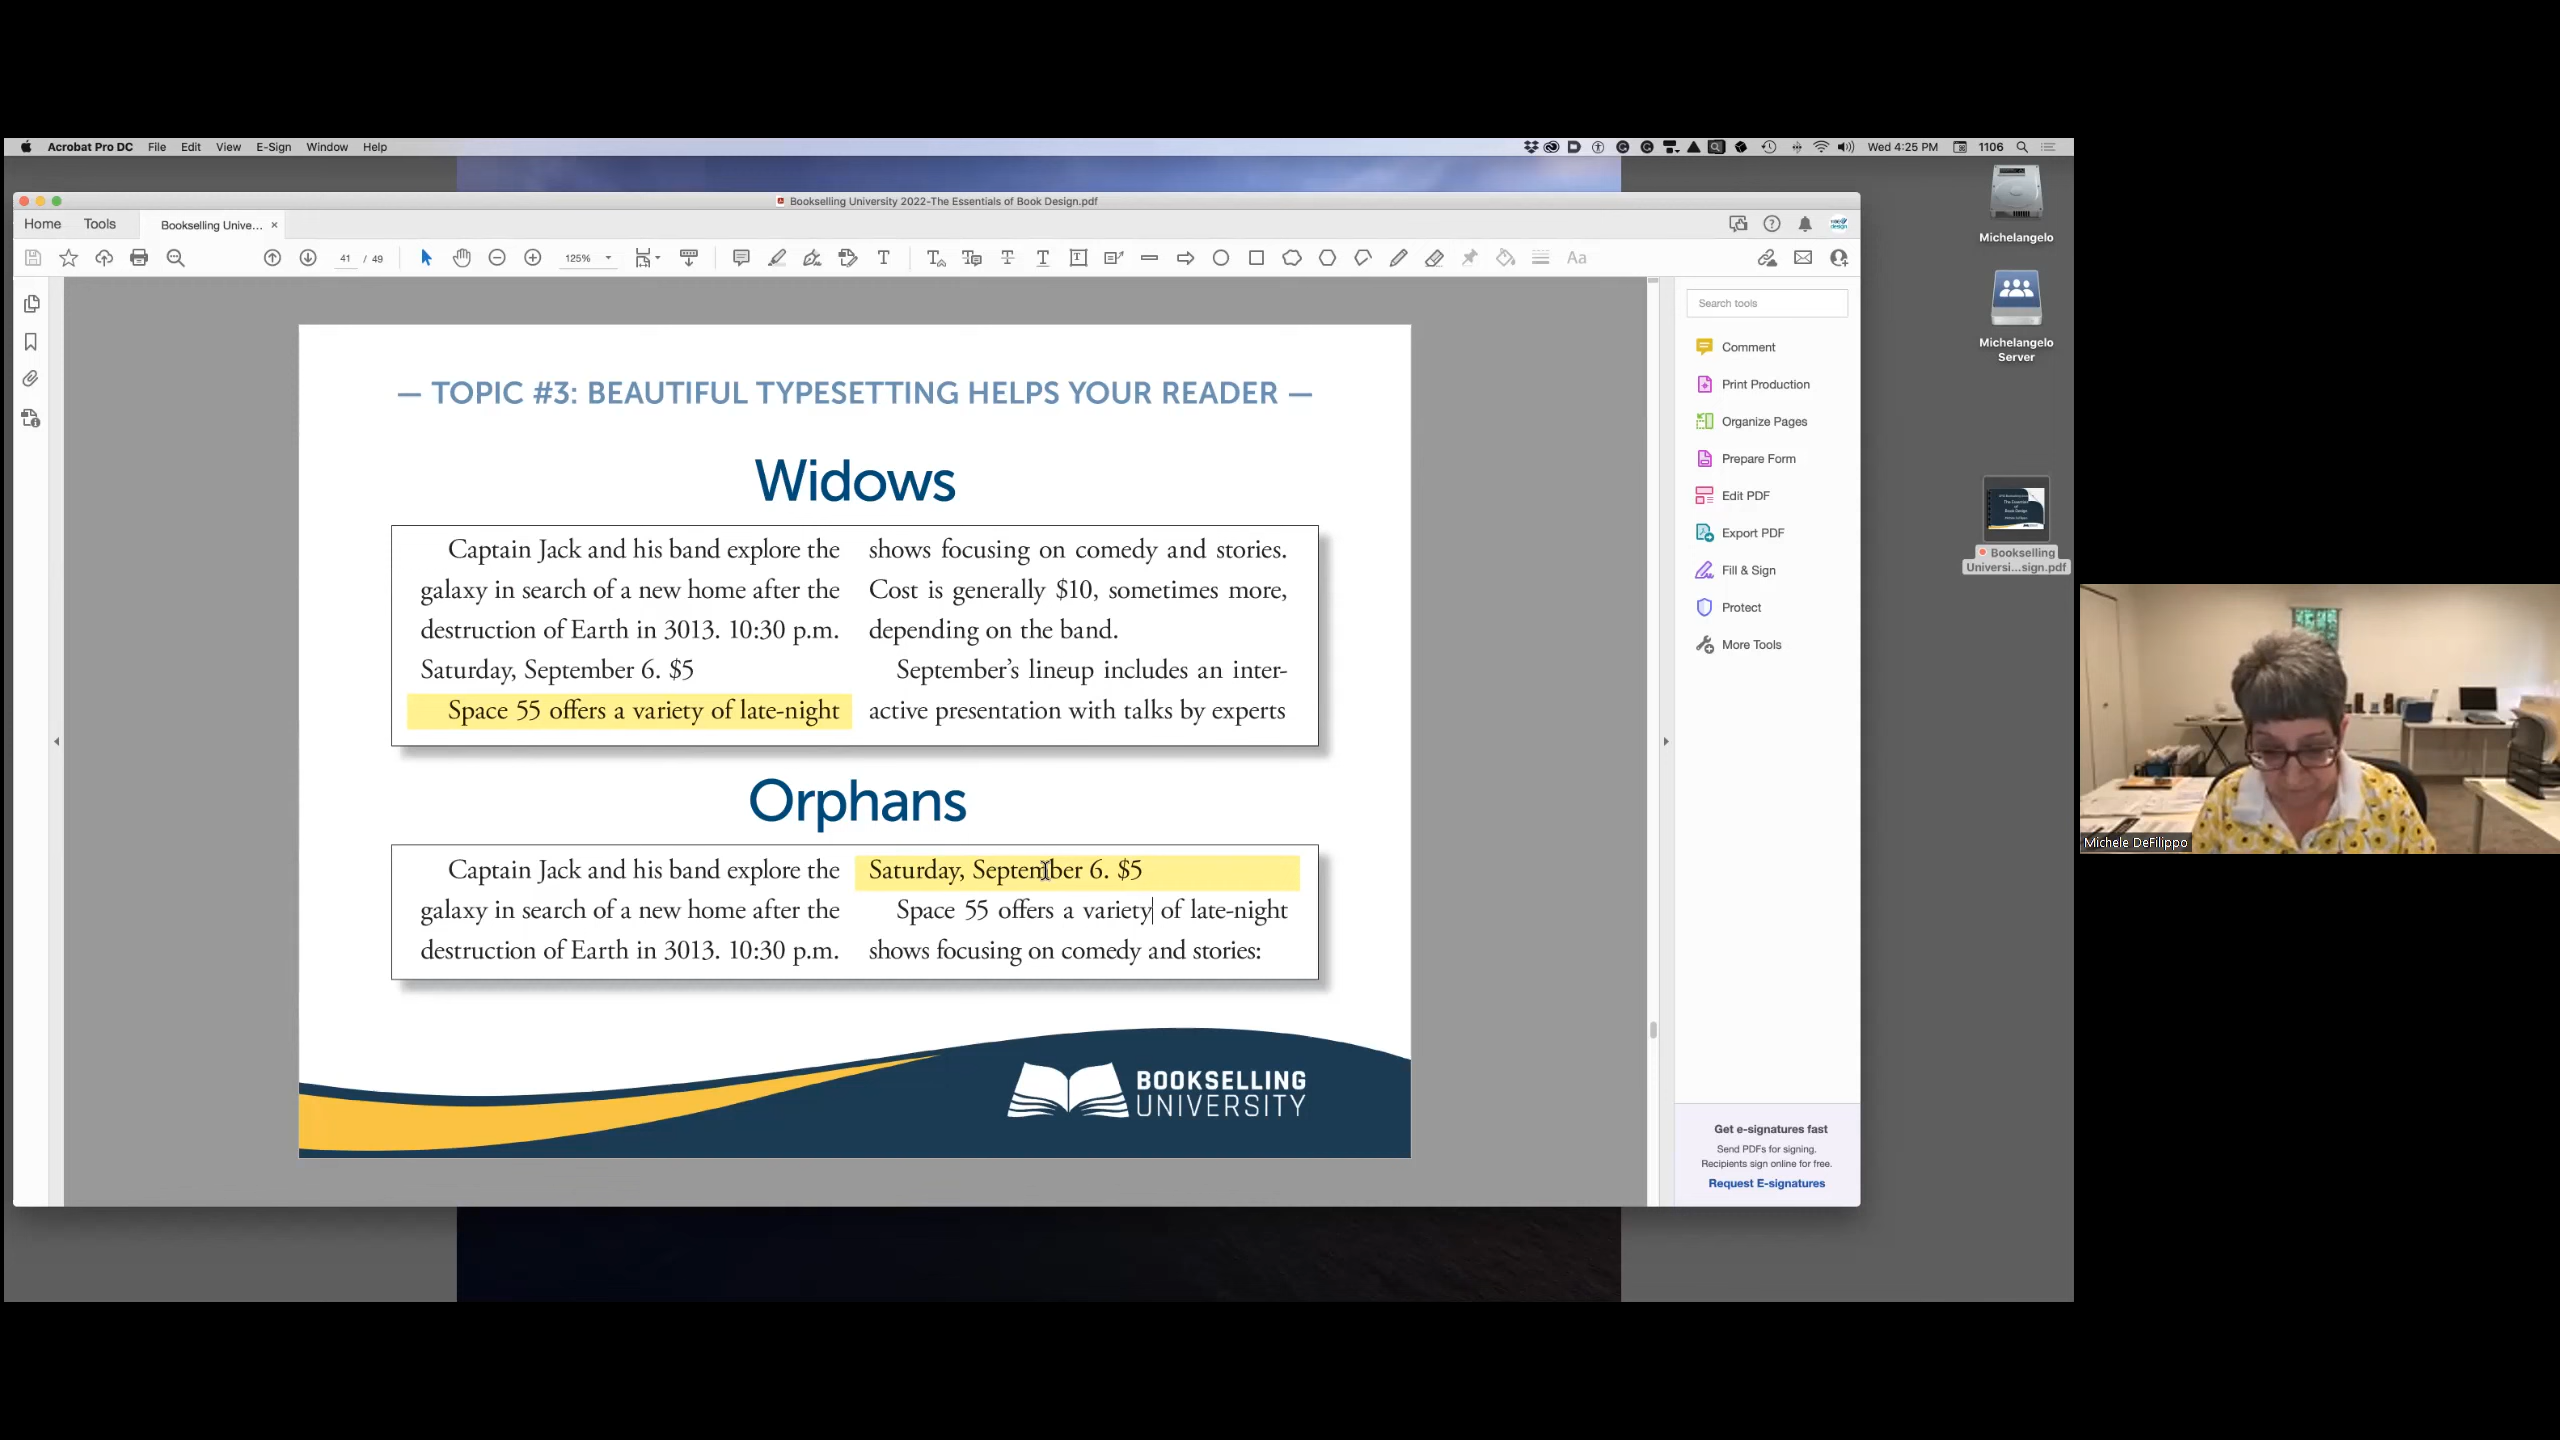 Acrobat Pro DC File Edit View E-Sign Window Help
Wed 4:25 PM 1106
Bookselling University 2022-The Essentials of Book Design.pdf
Home Tools Bookselling Unive... ×
41 / 49 125% Aa
Search tools
Comment
Print Production
Organize Pages
Prepare Form
Edit PDF
Export PDF
Fill & Sign
Protect
More Tools
Get e-signatures fast
Send PDFs for signing.
Recipients sign online for free.
Request E-signatures
— TOPIC #3: BEAUTIFUL TYPESETTING HELPS YOUR READER —
Widows
Captain Jack and his band explore the
galaxy in search of a new home after the
destruction of Earth in 3013. 10:30 p.m.
Saturday, September 6. $5
Space 55 offers a variety of late-night
shows focusing on comedy and stories.
Cost is generally $10, sometimes more,
depending on the band.
September’s lineup includes an inter-
active presentation with talks by experts
Orphans
Captain Jack and his band explore the
galaxy in search of a new home after the
destruction of Earth in 3013. 10:30 p.m.
Saturday, September 6. $5
Space 55 offers a variety of late-night
shows focusing on comedy and stories:
BOOKSELLING
UNIVERSITY
Michelangelo
Michelangelo
Server
Bookselling
Universi...sign.pdf
Michele DeFilippo